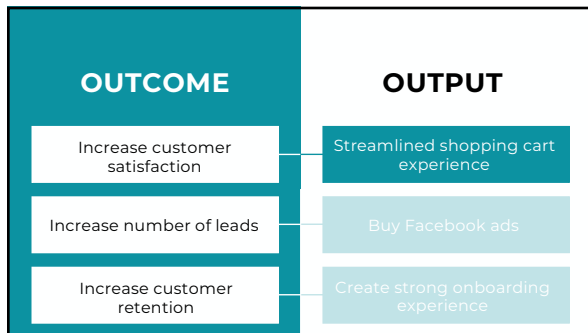 OUTCOME
OUTPUT
Increase customer
satisfaction
Streamlined shopping cart
experience
Increase number of leads
Buy Facebook ads
Increase customer
retention
Create strong onboarding
experience